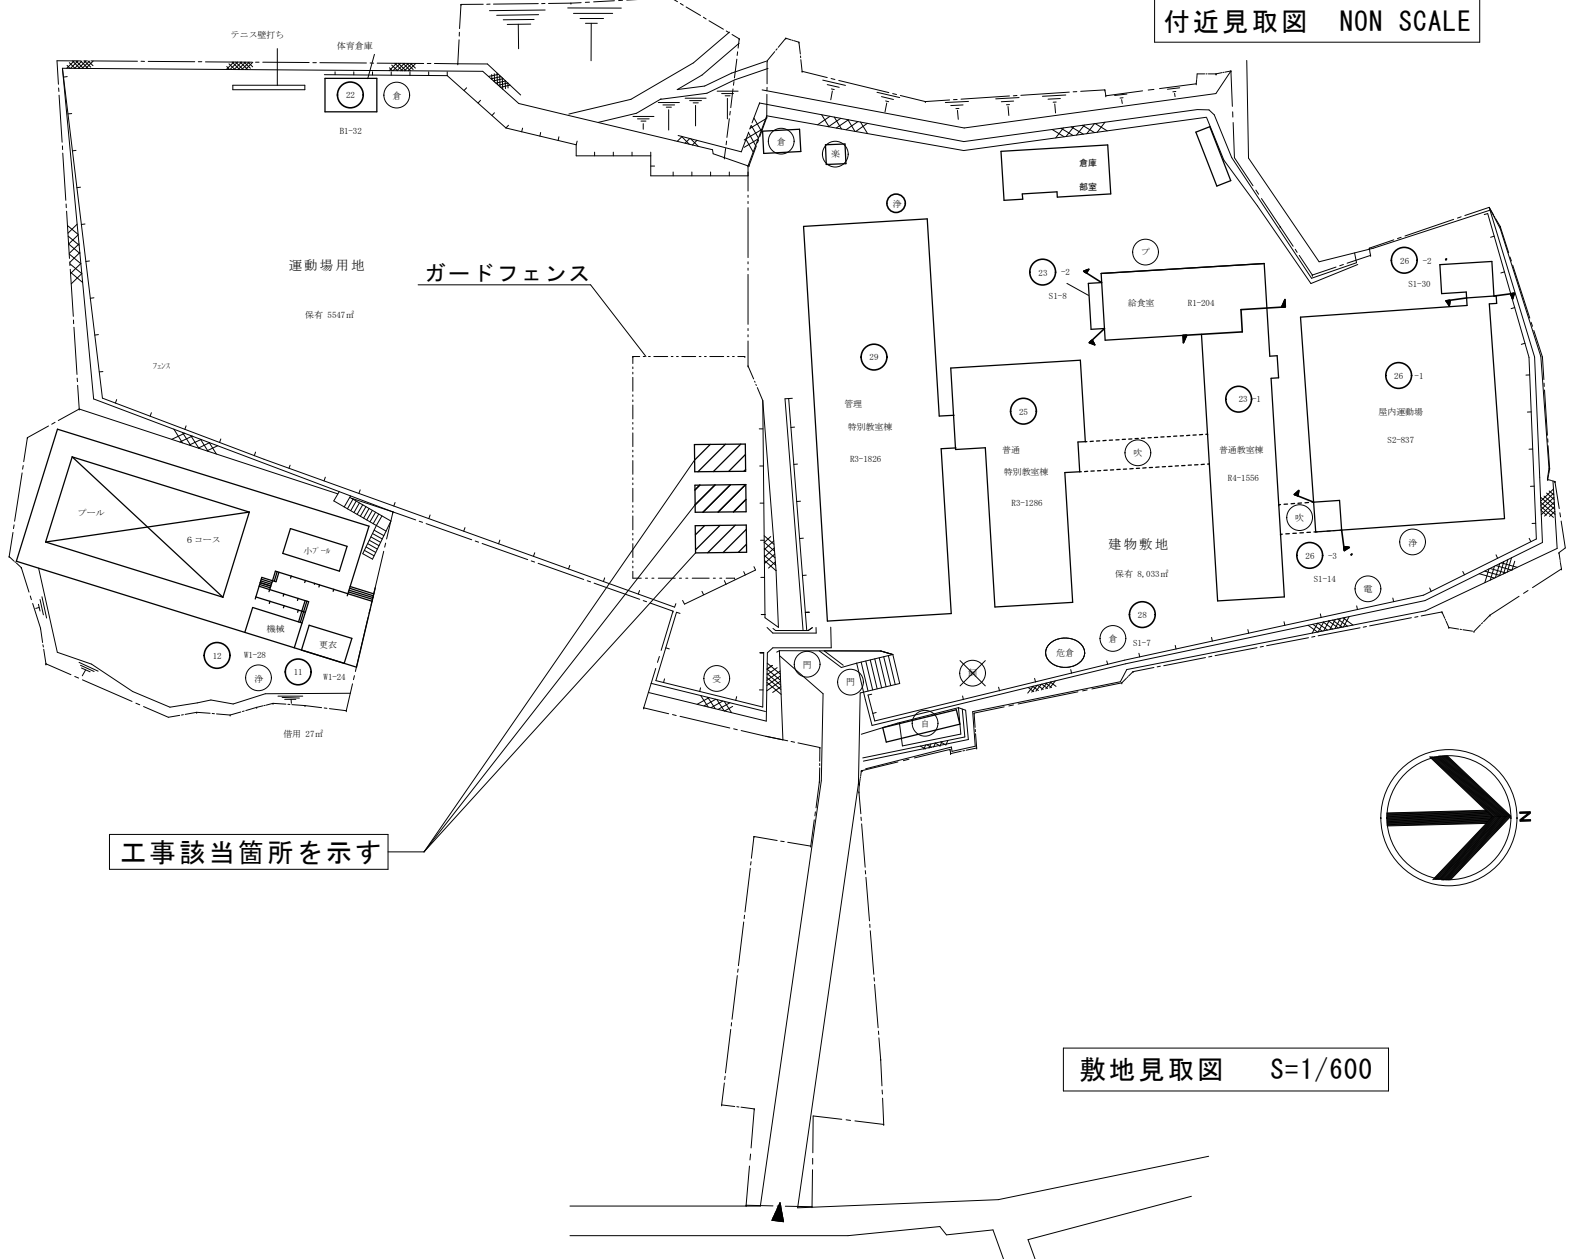 付近見取図 NON SCALE
テニス壁打ち
体育倉庫
22
倉
B1-32
倉
楽
倉庫
部室
浄
運動場用地
保有 5547㎡
フェンス
ガードフェンス
プ
23 -2
S1-8
給食室 R1-204
26 -2
S1-30
29
管理
特別教室棟
R3-1826
25
普通
特別教室棟
R3-1286
吹
23 -1
普通教室棟
R4-1556
26 -1
屋内運動場
S2-837
吹
26 -3
S1-14
浄
電
建物敷地
保有 8,033㎡
28
S1-7
倉
危倉
プール
6コース
小プール
機械
更衣
12
W1-28
浄
11
W1-24
借用 27㎡
受
門
門
自
工事該当箇所を示す
N
敷地見取図 S=1/600